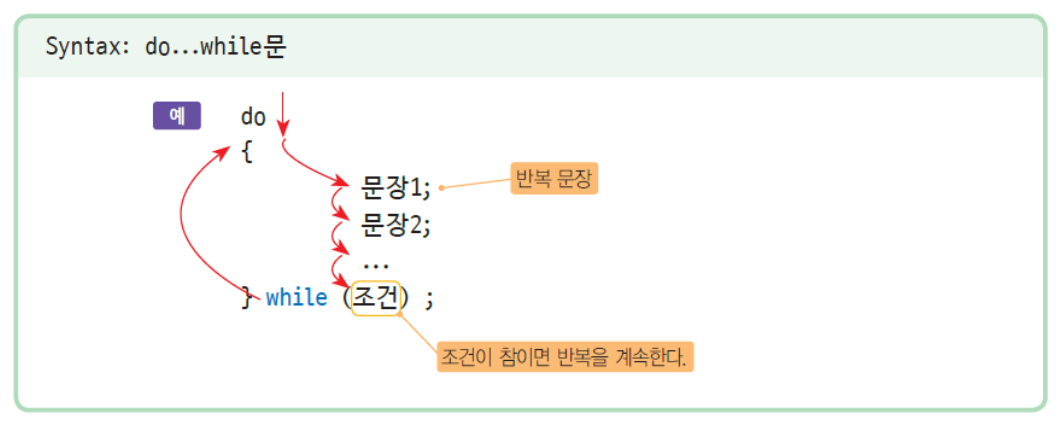 Syntax: do...while문
예
do
{
문장1;
반복 문장
문장2;
...
} while (조건) ;
조건이 참이면 반복을 계속한다.